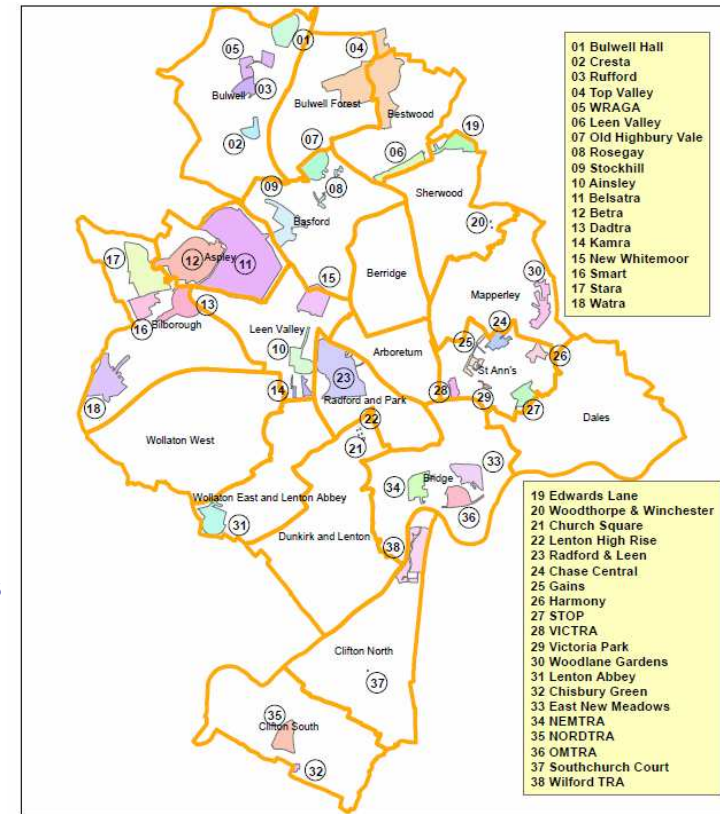 01 Bulwell Hall
02 Cresta
03 Rufford
04 Top Valley
05 WRAGA
06 Leen Valley
07 Old Highbury Vale
08 Rosegay
09 Stockhill
10 Ainsley
11 Belsatra
12 Betra
13 Dadtra
14 Kamra
15 New Whitemoor
16 Smart
17 Stara
18 Watra
05
01
04
Bulwell
03
Bulwell Forest
Bestwood
02
19
07
06
09
08
Sherwood
20
Basford
17
12
Aspley
11
Berridge
30
15
Mapperley
13
16
Bilborough
Leen Valley
24
25
10
Arboretum
St Ann's
26
23
18
14
28
29
Radford and Park
27
Dales
22
Wollaton West
21
33
34
Bridge
Wollaton East and Lenton Abbey
36
31
Dunkirk and Lenton
38
Clifton North
37
35
Clifton South
32
19 Edwards Lane
20 Woodthorpe & Winchester
21 Church Square
22 Lenton High Rise
23 Radford & Leen
24 Chase Central
25 Gains
26 Harmony
27 STOP
28 VICTRA
29 Victoria Park
30 Woodlane Gardens
31 Lenton Abbey
32 Chisbury Green
33 East New Meadows
34 NEMTRA
35 NORDTRA
36 OMTRA
37 Southchurch Court
38 Wilford TRA